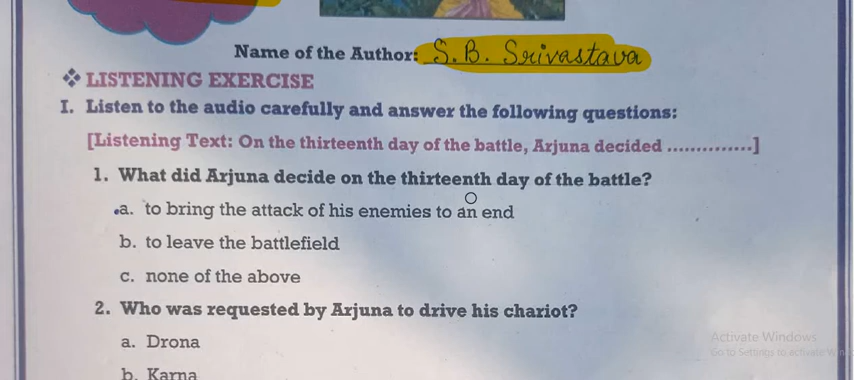 Name of the Author: S. B. Srivastava
❖ LISTENING EXERCISE
I. Listen to the audio carefully and answer the following questions:
[Listening Text: On the thirteenth day of the battle, Arjuna decided ..............]
1. What did Arjuna decide on the thirteenth day of the battle?
a. to bring the attack of his enemies to an end
b. to leave the battlefield
c. none of the above
2. Who was requested by Arjuna to drive his chariot?
a. Drona
b. Karna
Activate Windows
Go to Settings to activate Win